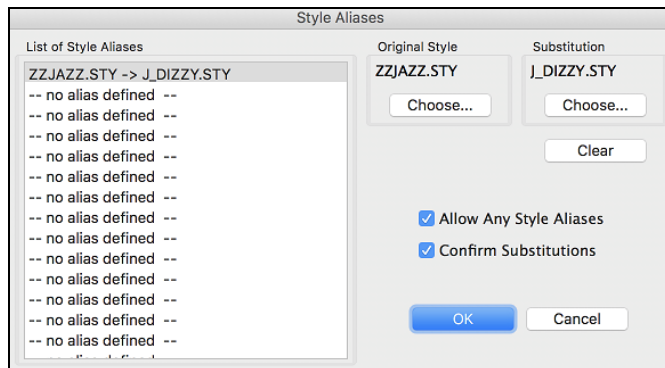 Style Aliases
List of Style Aliases
ZZJAZZ.STY -> J_DIZZY.STY
-- no alias defined --
-- no alias defined --
-- no alias defined --
-- no alias defined --
-- no alias defined --
-- no alias defined --
-- no alias defined --
-- no alias defined --
-- no alias defined --
-- no alias defined --
-- no alias defined --
-- no alias defined --
-- no alias defined --
Original Style
ZZJAZZ.STY
Choose...
Substitution
J_DIZZY.STY
Choose...
Clear
Allow Any Style Aliases
Confirm Substitutions
OK
Cancel